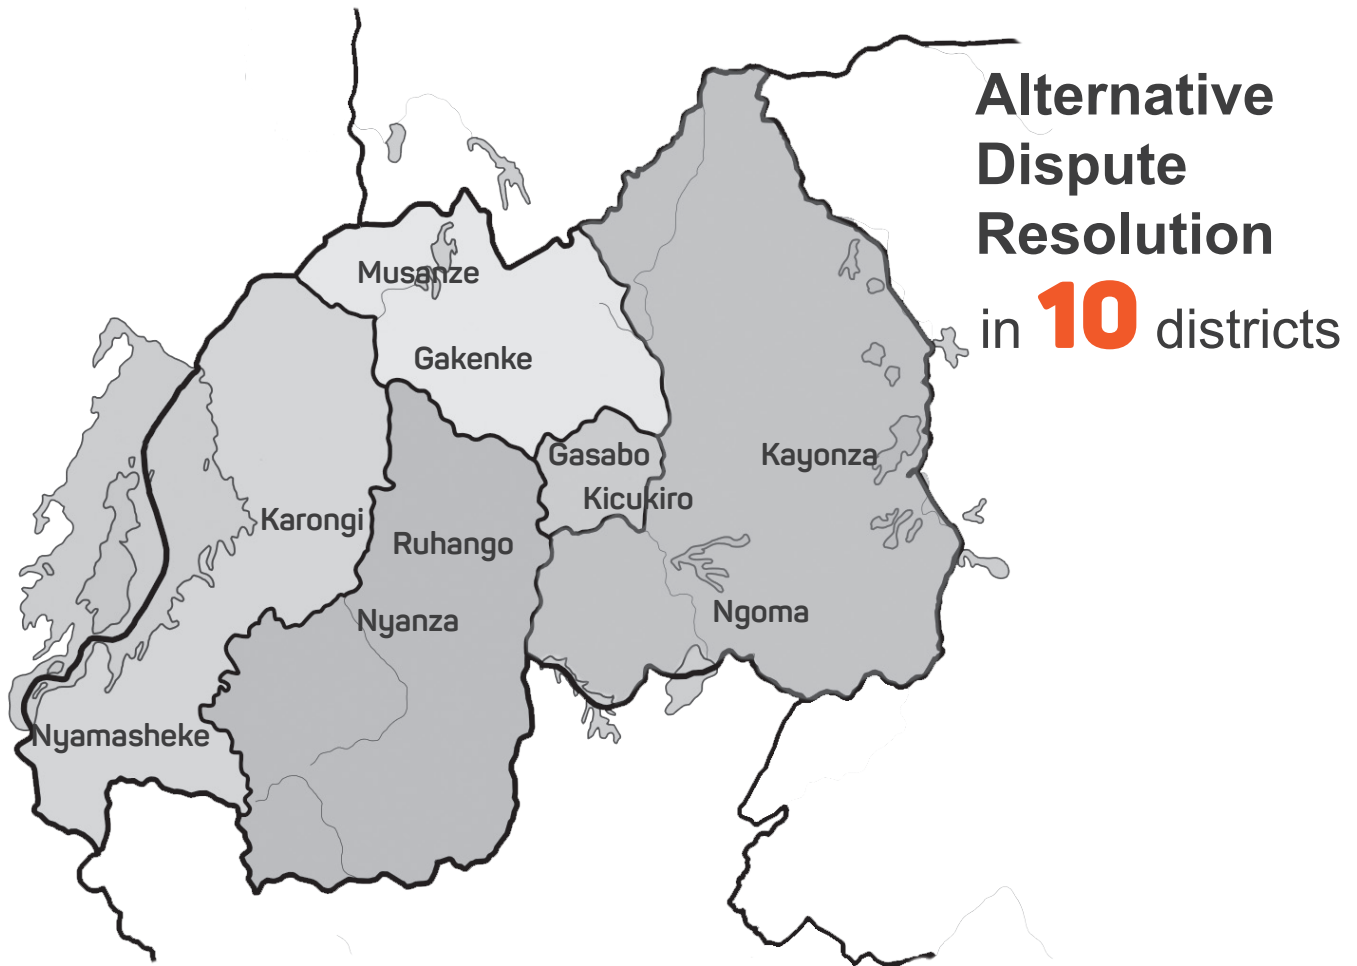 Alternative
Dispute
Resolution
in 10 districts
Musanze
Gakenke
Gasabo
Kayonza
Kicukiro
Karongi
Ruhango
Ngoma
Nyanza
Nyamasheke